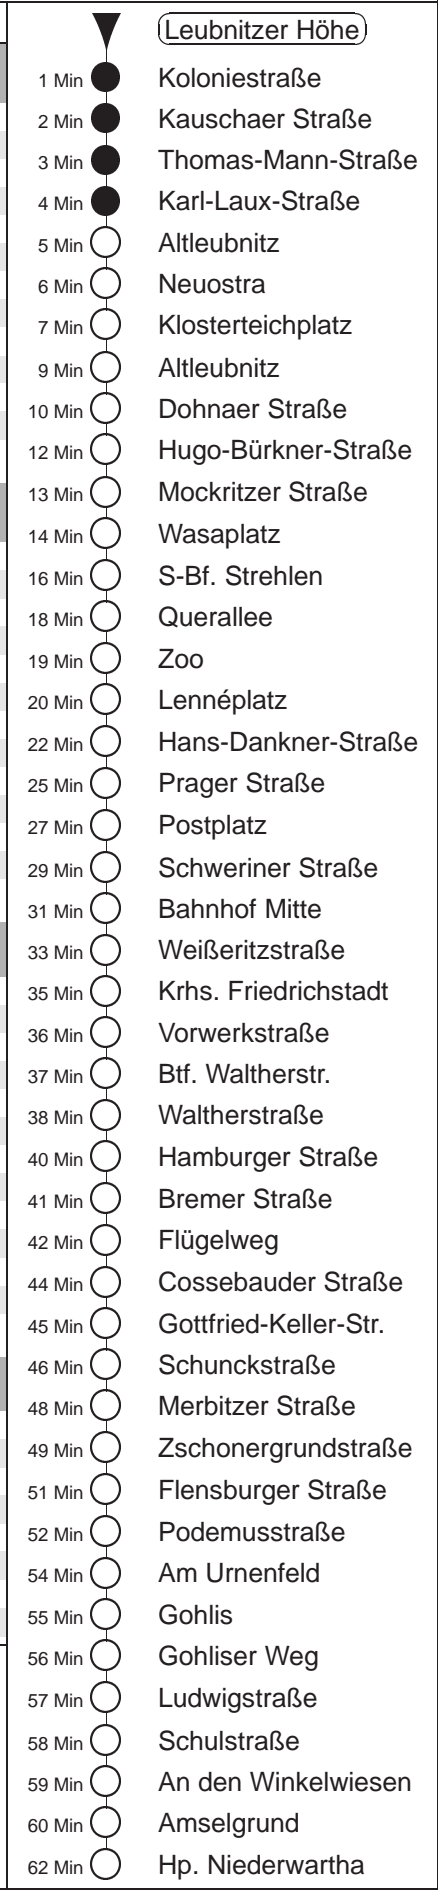 Leubnitzer Höhe
1 Min Koloniestraße
2 Min Kauschaer Straße
3 Min Thomas-Mann-Straße
4 Min Karl-Laux-Straße
5 Min Altleubnitz
6 Min Neuostra
7 Min Klosterteichplatz
9 Min Altleubnitz
10 Min Dohnaer Straße
12 Min Hugo-Bürkner-Straße
13 Min Mockritzer Straße
14 Min Wasaplatz
16 Min S-Bf. Strehlen
18 Min Querallee
19 Min Zoo
20 Min Lennéplatz
22 Min Hans-Dankner-Straße
25 Min Prager Straße
27 Min Postplatz
29 Min Schweriner Straße
31 Min Bahnhof Mitte
33 Min Weißeritzstraße
35 Min Krhs. Friedrichstadt
36 Min Vorwerkstraße
37 Min Btf. Waltherstr.
38 Min Waltherstraße
40 Min Hamburger Straße
41 Min Bremer Straße
42 Min Flügelweg
44 Min Cossebauder Straße
45 Min Gottfried-Keller-Str.
46 Min Schunckstraße
48 Min Merbitzer Straße
49 Min Zschonergrundstraße
51 Min Flensburger Straße
52 Min Podemusstraße
54 Min Am Urnenfeld
55 Min Gohlis
56 Min Gohliser Weg
57 Min Ludwigstraße
58 Min Schulstraße
59 Min An den Winkelwiesen
60 Min Amselgrund
62 Min Hp. Niederwartha